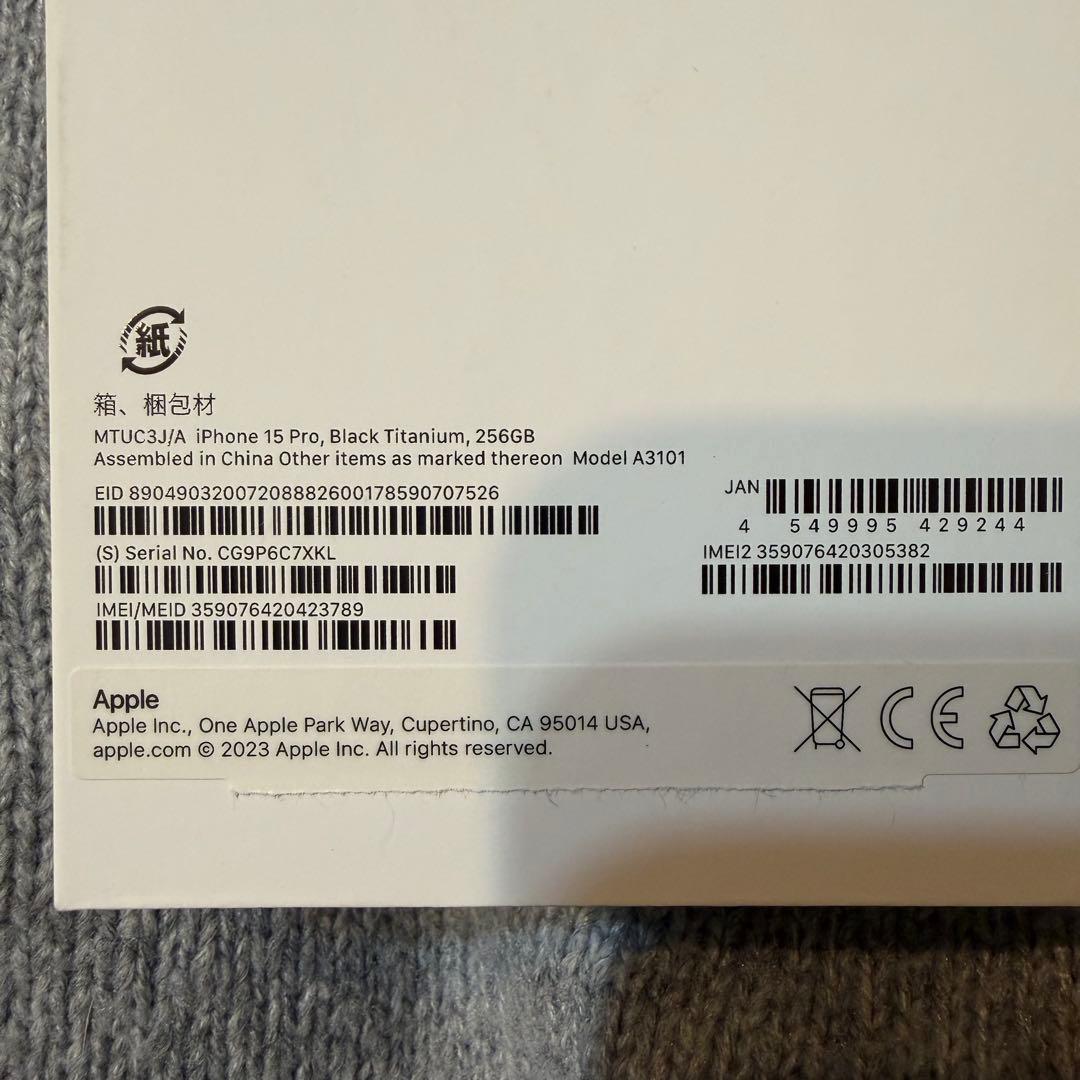 紙
箱、梱包材
MTUC3J/A iPhone 15 Pro, Black Titanium, 256GB
Assembled in China Other items as marked thereon Model A3101
EID 89049032007208882600178590707526
JAN
4 549995 429244
(S) Serial No. CG9P6C7XKL
IMEI2 359076420305382
IMEI/MEID 359076420423789
Apple
Apple Inc., One Apple Park Way, Cupertino, CA 95014 USA,
apple.com © 2023 Apple Inc. All rights reserved.
CE